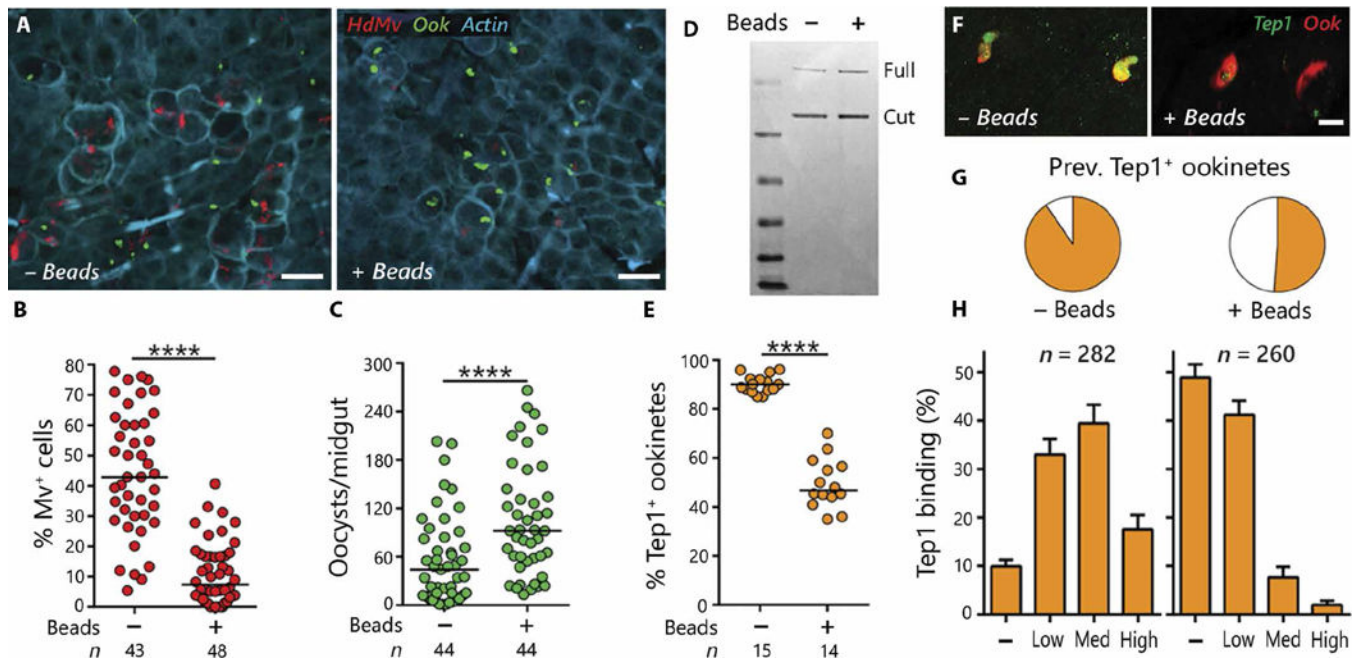 A
HdMv Ook Actin
– Beads
+ Beads
B
% Mv+ cells
****
80
70
60
50
40
30
20
10
0
Beads – +
n 43 48
C
Oocysts/midgut
****
300
240
180
120
60
0
Beads – +
n 44 44
D
Beads – +
Full
Cut
E
% Tep1+ ookinetes
****
100
80
60
40
20
0
Beads – +
n 15 14
F
Tep1 Ook
– Beads
+ Beads
G
Prev. Tep1+ ookinetes
– Beads
+ Beads
H
Tep1 binding (%)
n = 282
n = 260
50
40
30
20
10
0
– Low Med High
– Low Med High